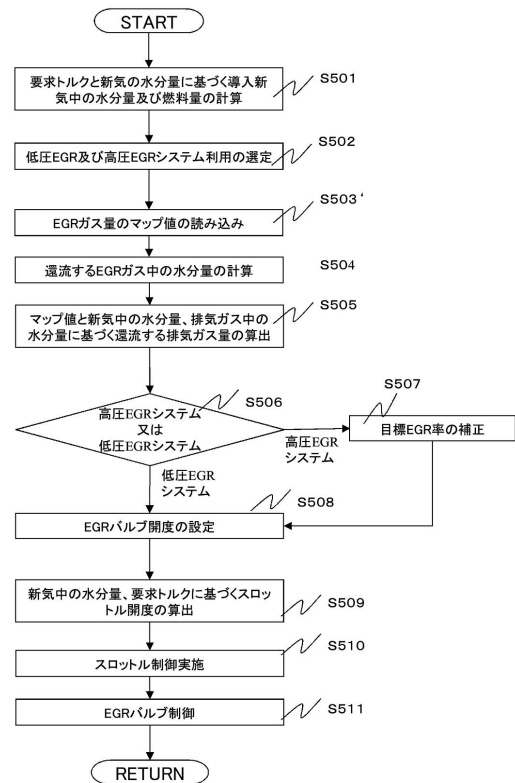 START
要求トルクと新気の水分量に基づく導入新
気中の水分量及び燃料量の計算
S501
低圧EGR及び高圧EGRシステム利用の選定
S502
EGRガス量のマップ値の読み込み
S503‘
還流するEGRガス中の水分量の計算
S504
マップ値と新気中の水分量、排気ガス中の
水分量に基づく還流する排気ガス量の算出
S505
高圧EGRシステム
又は
低圧EGRシステム
S506
高圧EGR
システム
目標EGR率の補正
S507
低圧EGR
システム
EGRバルブ開度の設定
S508
新気中の水分量、要求トルクに基づくスロッ
トル開度の算出
S509
スロットル制御実施
S510
EGRバルブ制御
S511
RETURN